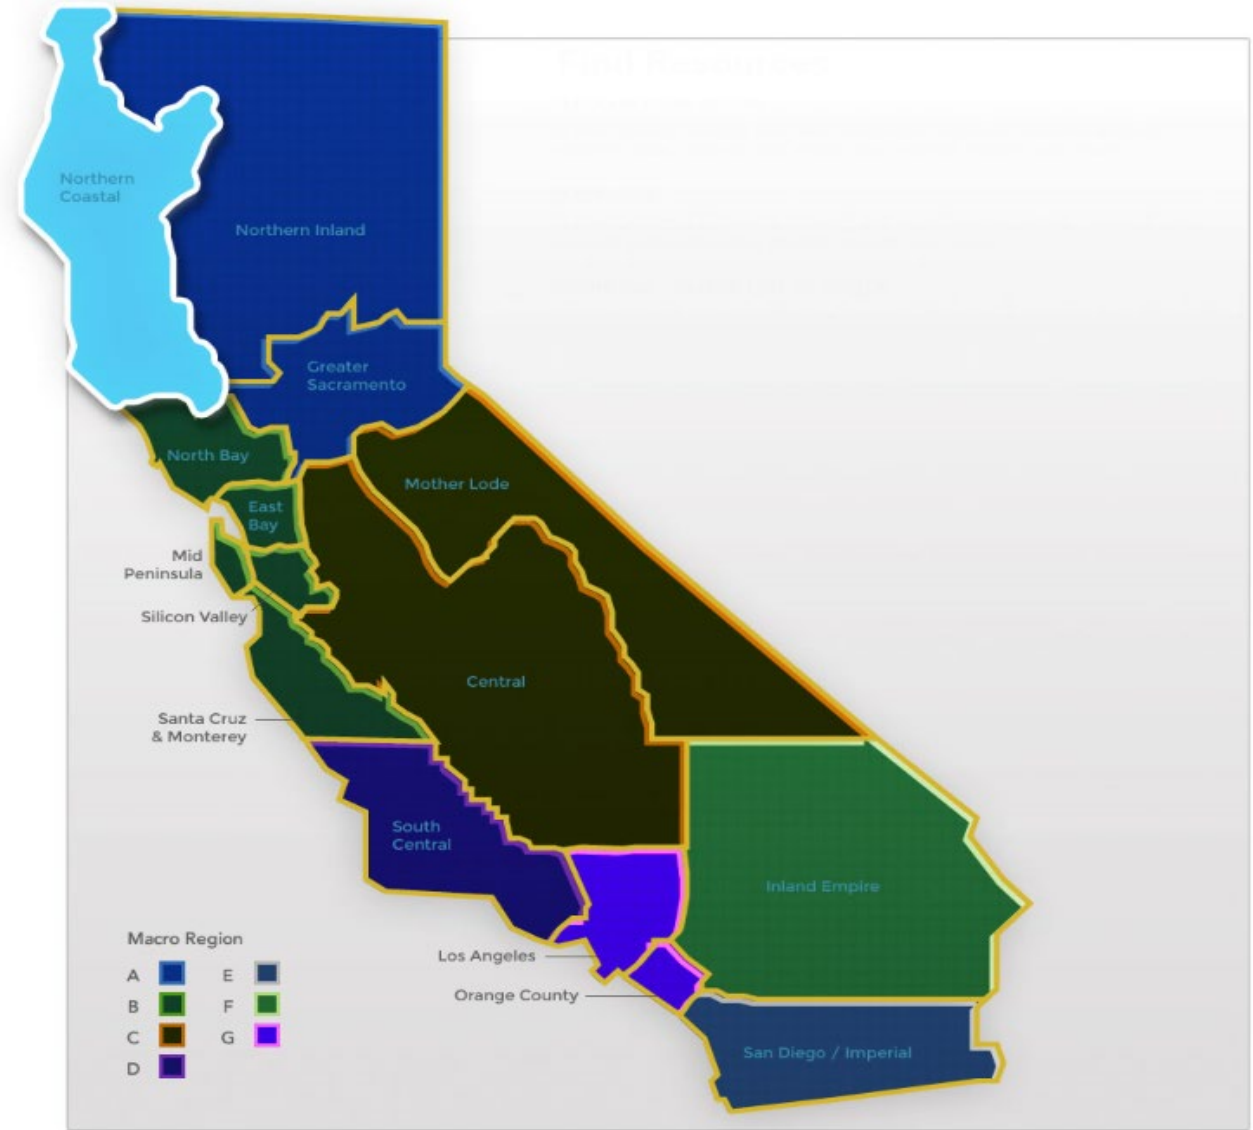 Northern
Coastal
Northern Inland
Greater
Sacramento
North Bay
Mother Lode
East
Bay
Mid
Peninsula
Silicon Valley
Central
Santa Cruz
& Monterey
South
Central
Inland Empire
Los Angeles
Orange County
San Diego / Imperial
Macro Region
A E
B F
C G
D